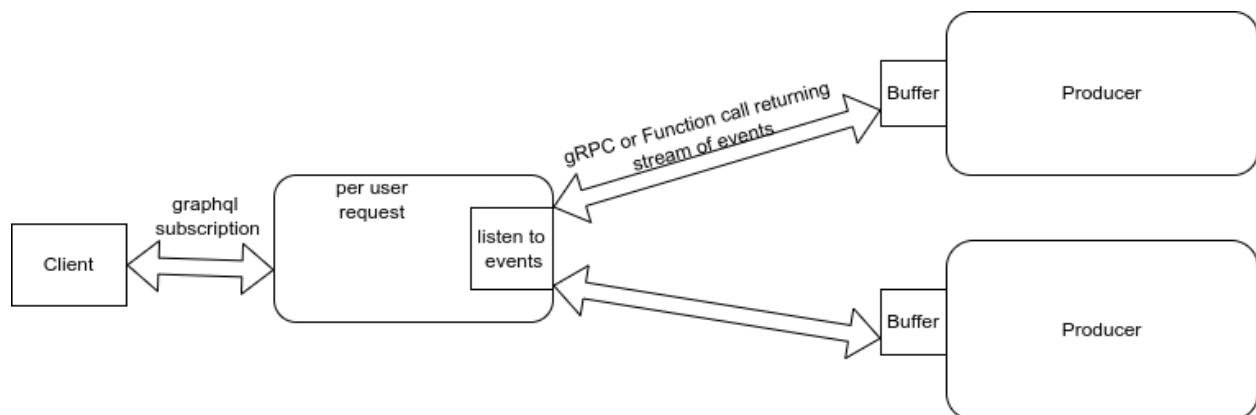 graphql
subscription
Client
per user
request
listen to
events
gRPC or Function call returning
stream of events
Buffer
Producer
Buffer
Producer